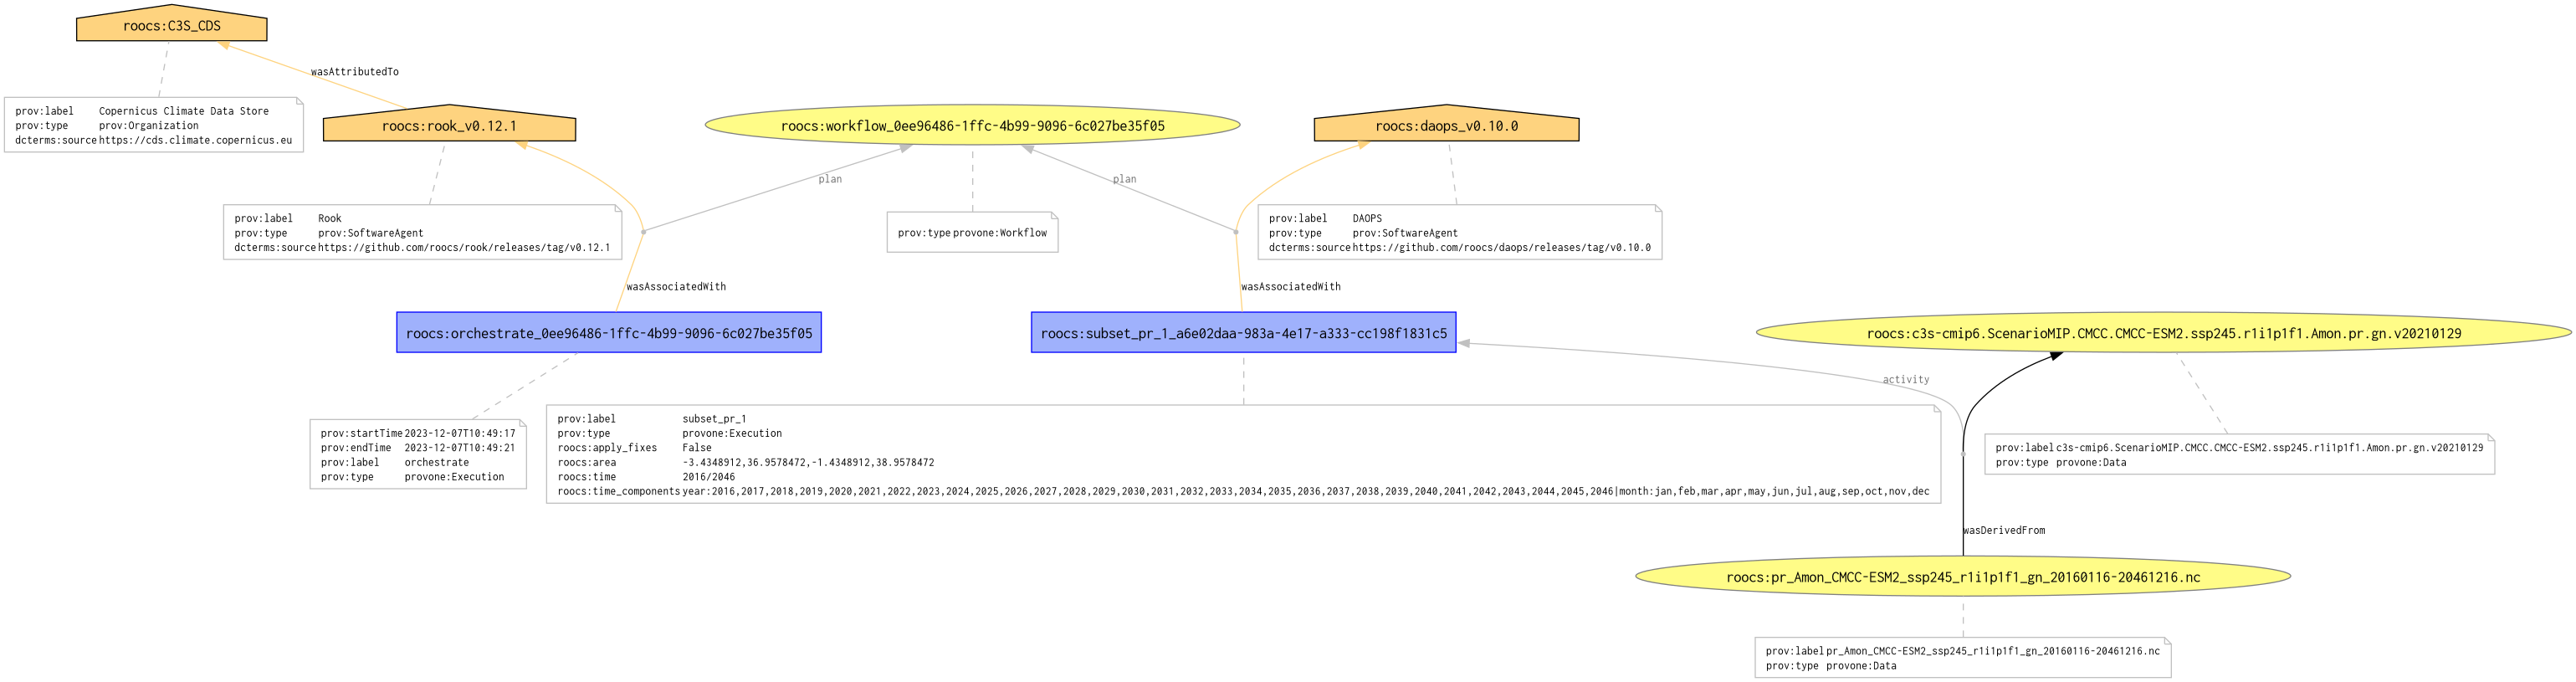 roocs:C3S_CDS
wasAttributedTo
prov:label Copernicus Climate Data Store
prov:type prov:Organization
dcterms:source https://cds.climate.copernicus.eu
roocs:rook_v0.12.1
roocs:workflow_0ee96486-1ffc-4b99-9096-6c027be35f05
roocs:daops_v0.10.0
plan
plan
prov:label Rook
prov:type prov:SoftwareAgent
dcterms:source https://github.com/roocs/rook/releases/tag/v0.12.1
prov:type provone:Workflow
prov:label DAOPS
prov:type prov:SoftwareAgent
dcterms:source https://github.com/roocs/daops/releases/tag/v0.10.0
wasAssociatedWith
wasAssociatedWith
roocs:orchestrate_0ee96486-1ffc-4b99-9096-6c027be35f05
roocs:subset_pr_1_a6e02daa-983a-4e17-a333-cc198f1831c5
roocs:c3s-cmip6.ScenarioMIP.CMCC.CMCC-ESM2.ssp245.r1i1p1f1.Amon.pr.gn.v20210129
activity
prov:startTime 2023-12-07T10:49:17
prov:endTime 2023-12-07T10:49:21
prov:label orchestrate
prov:type provone:Execution
prov:label subset_pr_1
prov:type provone:Execution
roocs:apply_fixes False
roocs:area -3.4348912,36.9578472,-1.4348912,38.9578472
roocs:time 2016/2046
roocs:time_components year:2016,2017,2018,2019,2020,2021,2022,2023,2024,2025,2026,2027,2028,2029,2030,2031,2032,2033,2034,2035,2036,2037,2038,2039,2040,2041,2042,2043,2044,2045,2046|month:jan,feb,mar,apr,may,jun,jul,aug,sep,oct,nov,dec
prov:label c3s-cmip6.ScenarioMIP.CMCC.CMCC-ESM2.ssp245.r1i1p1f1.Amon.pr.gn.v20210129
prov:type provone:Data
wasDerivedFrom
roocs:pr_Amon_CMCC-ESM2_ssp245_r1i1p1f1_gn_20160116-20461216.nc
prov:label pr_Amon_CMCC-ESM2_ssp245_r1i1p1f1_gn_20160116-20461216.nc
prov:type provone:Data